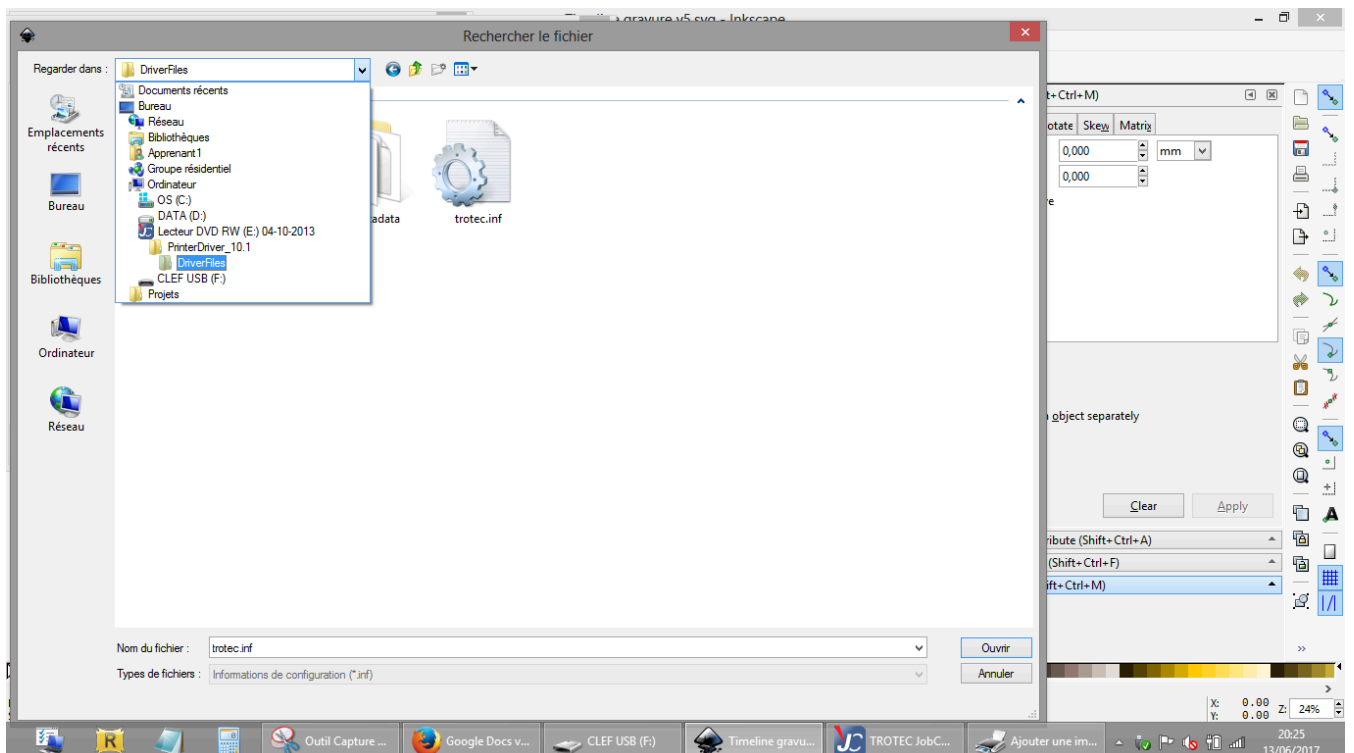 Timeline gravure v5.svg - Inkscape
Rechercher le fichier
Regarder dans :
DriverFiles
Documents récents
Bureau
Réseau
Bibliothèques
Apprenant1
Groupe résidentiel
Ordinateur
OS (C:)
DATA (D:)
Lecteur DVD RW (E:) 04-10-2013
PrinterDriver_10.1
DriverFiles
CLEF USB (F:)
Projets
Emplacements
récents
Bureau
Bibliothèques
Ordinateur
Réseau
adata
trotec.inf
t+Ctrl+M)
otate Skew Matrix
0,000 mm
0,000
e
object separately
Clear Apply
ribute (Shift+Ctrl+A)
(Shift+Ctrl+F)
ift+Ctrl+M)
Nom du fichier : trotec.inf Ouvrir
Types de fichiers : Informations de configuration (*.inf) Annuler
X: 0.00
Y: 0.00
Z: 24%
Outil Capture ...
Google Docs v...
CLEF USB (F:)
Timeline gravu...
TROTEC JobC...
Ajouter une im...
20:25
13/06/2017